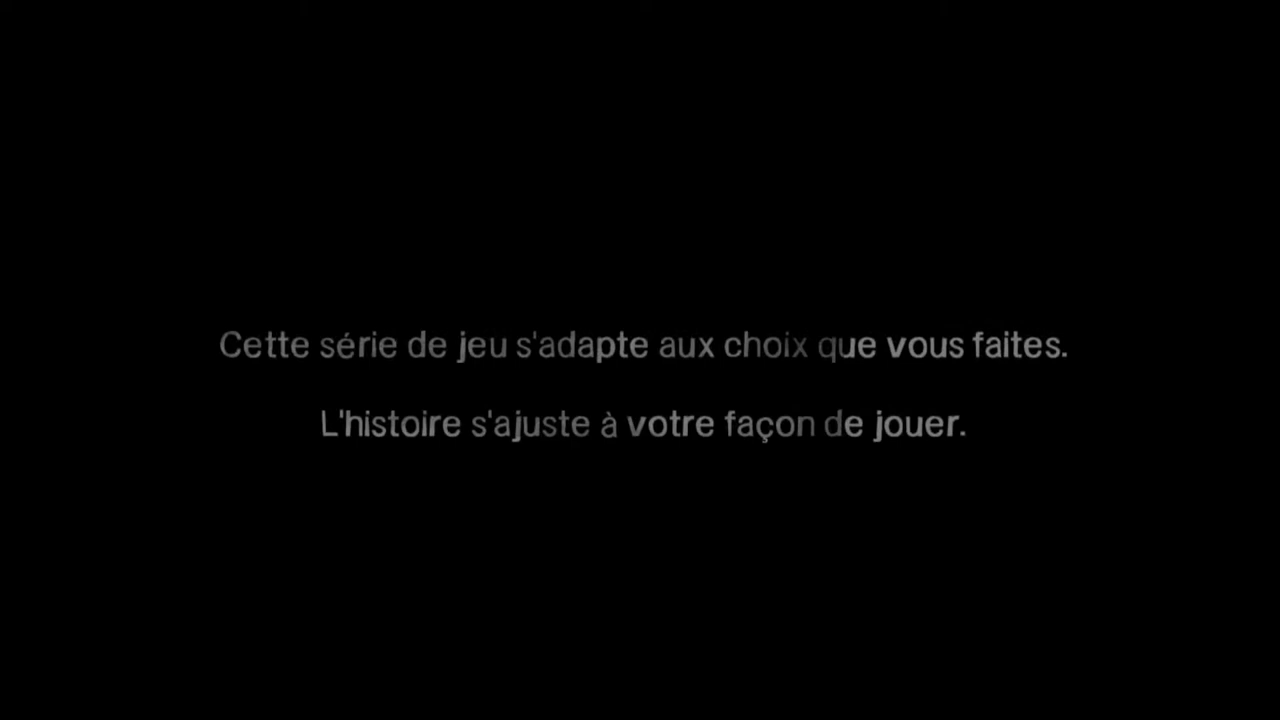 Cette série de jeu s'adapte aux choix que vous faites.
L'histoire s'ajuste à votre façon de jouer.